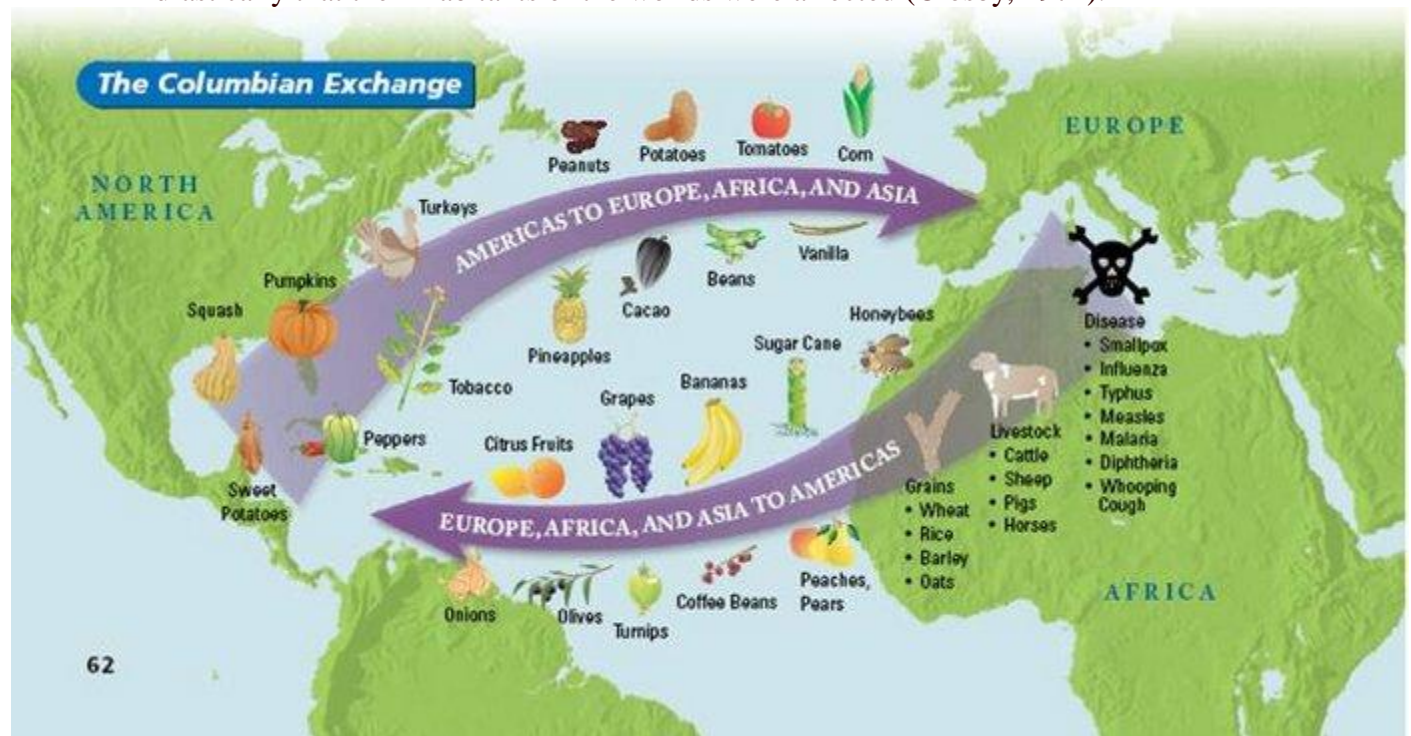 The Columbian Exchange
NORTH
AMERICA
EUROPE
Peanuts
Potatoes
Tomatoes
Corn
AMERICAS TO EUROPE, AFRICA, AND ASIA
Turkeys
Pumpkins
Squash
Cacao
Beans
Vanilla
Pineapples
Tobacco
Peppers
Sweet
Potatoes
Honeybees
Sugar Cane
Bananas
Grapes
Citrus Fruits
EUROPE, AFRICA, AND ASIA TO AMERICAS
Onions
Olives
Turnips
Coffee Beans
Peaches,
Pears
Grains
• Wheat
• Rice
• Barley
• Oats
Livestock
• Cattle
• Sheep
• Pigs
• Horses
Disease
• Smallpox
• Influenza
• Typhus
• Measles
• Malaria
• Diphtheria
• Whooping
Cough
AFRICA
62